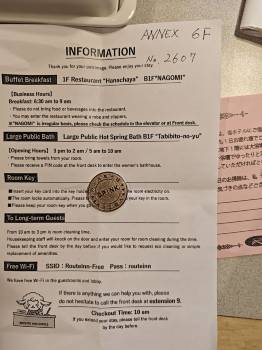 ANNEX 6F
No. 2607
INFORMATION
Thank you for your patronage. Please enjoy your stay.
Buffet Breakfast 1F Restaurant "Hanachaya" B1F"NAGOMI"
【Business Hours】
Breakfast: 6:30 am to 9 am
- Please do not bring food or beverages into the restaurant.
- You may enter the restaurant wearing a robe and slippers.
※"NAGOMI" is irregular basis, please check the schedule in the elevator or at Front desk.
Large Public Bath Large Public Hot Spring Bath B1F "Tabibito-no-yu"
【Opening Hours】 3 pm to 2 am / 5 am to 10 am
- Please bring towels from your room.
- Please receive a PIN code at the front desk to enter the women's bathhouse.
Room Key
■Insert your key card into the key
room electricity on.
■The room locks automatically. Please
■Please keep your room key when you
To Long-term Guests
From 10 am to 3 pm is room cleaning time.
Housekeeping staff will knock on the door and enter your room for room cleaning during the time.
Please tell the front desk by the day before if you would like to request eco cleaning or simple
replacement of amenities.
Free Wi-Fi SSID : Routeinn-Free Pass : routeinn
We have free Wi-Fi in the guestrooms and lobby.
If there is anything we can help you with, please
do not hesitate to call the front desk at extension 9.
Checkout Time: 10 am
If you extend your stay, please tell the front desk
by the day before.